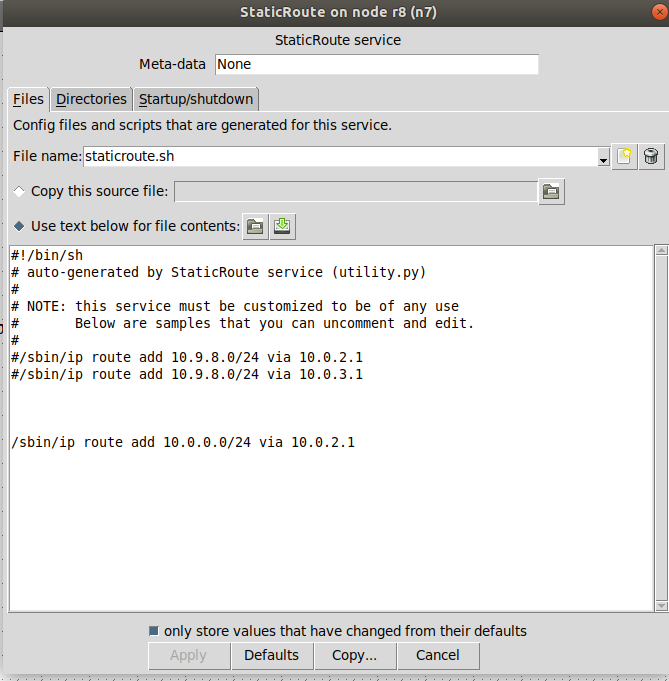 StaticRoute on node r8 (n7)
StaticRoute service
Meta-data None
Files Directories Startup/shutdown
Config files and scripts that are generated for this service.
File name: staticroute.sh
Copy this source file:
Use text below for file contents:
#!/bin/sh
# auto-generated by StaticRoute service (utility.py)
#
# NOTE: this service must be customized to be of any use
#       Below are samples that you can uncomment and edit.
#
#/sbin/ip route add 10.9.8.0/24 via 10.0.2.1
#/sbin/ip route add 10.9.8.0/24 via 10.0.3.1
/sbin/ip route add 10.0.0.0/24 via 10.0.2.1
only store values that have changed from their defaults
Apply Defaults Copy... Cancel